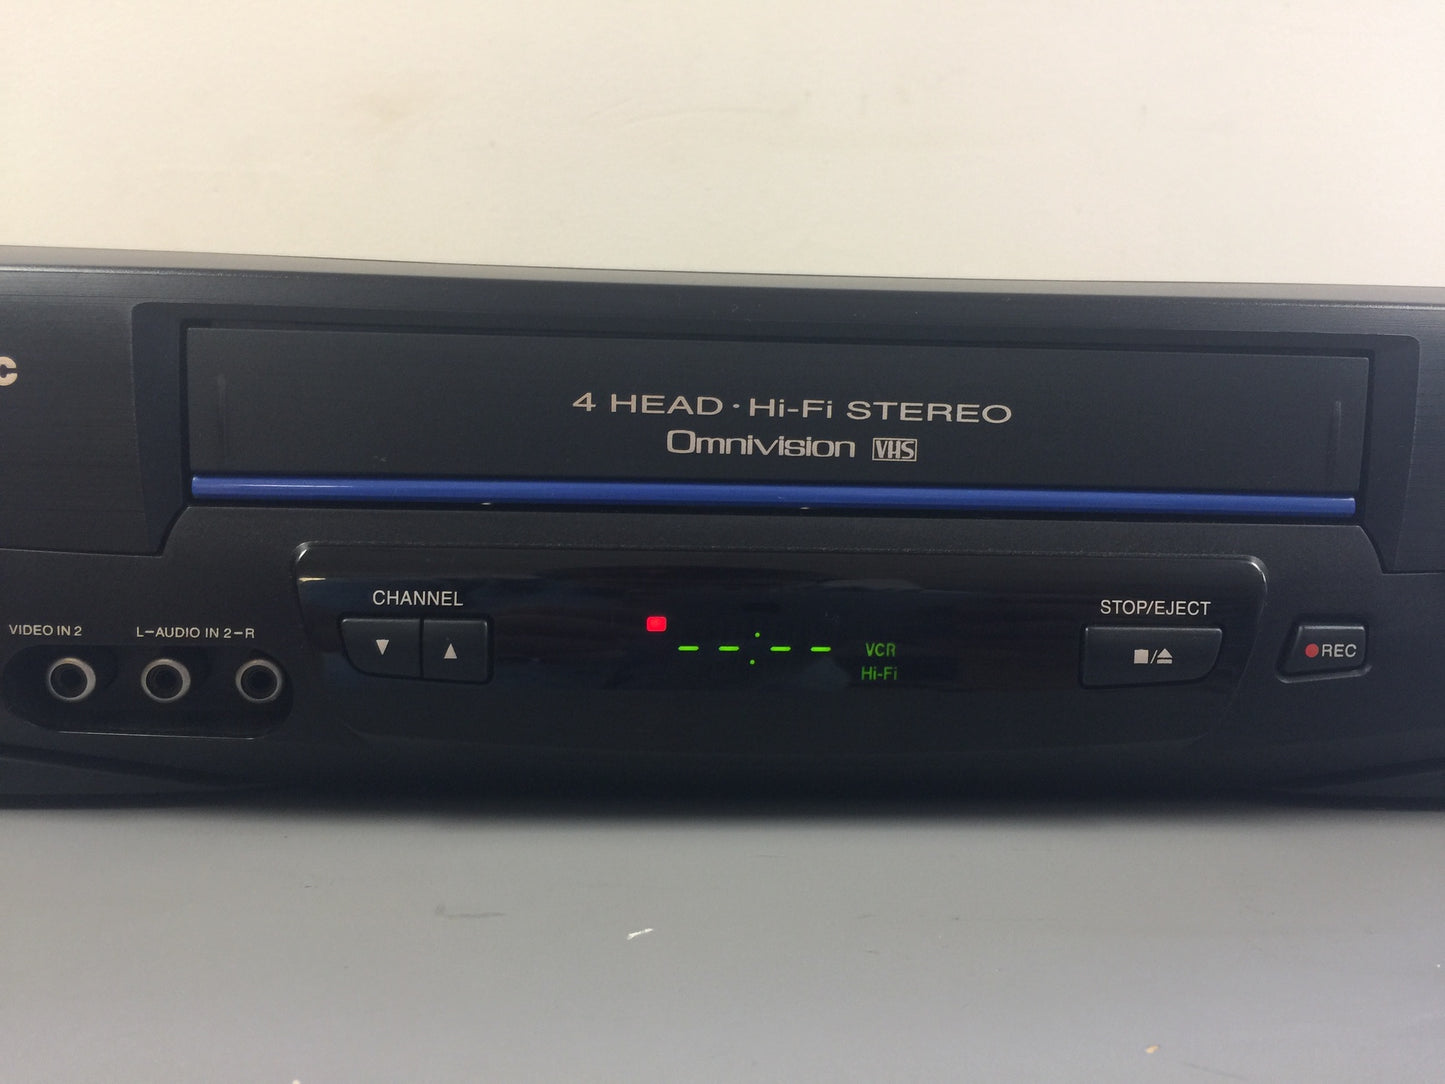 C
4 HEAD · Hi-Fi STEREO
Omnivision VHS
CHANNEL
STOP/EJECT
VIDEO IN 2
L-AUDIO IN 2-R
▼ ▲
--:--
VCR
Hi-Fi
■/⏏
●REC